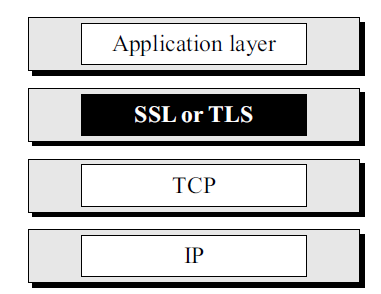 Application layer
SSL or TLS
TCP
IP